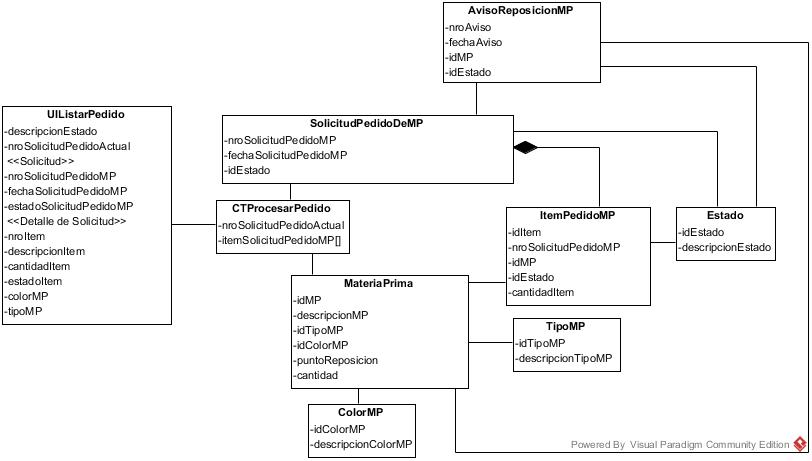 AvisoReposicionMP
-nroAviso
-fechaAviso
-idMP
-idEstado
UIListarPedido
-descripcionEstado
-nroSolicitudPedidoActual
<<Solicitud>>
-nroSolicitudPedidoMP
-fechaSolicitudPedidoMP
-estadoSolicitudPedidoMP
<<Detalle de Solicitud>>
-nroItem
-descripcionItem
-cantidadItem
-estadoItem
-colorMP
-tipoMP
SolicitudPedidoDeMP
-nroSolicitudPedidoMP
-fechaSolicitudPedidoMP
-idEstado
CTProcesarPedido
-nroSolicitudPedidoActual
-itemSolicitudPedidoMP[]
ItemPedidoMP
-idItem
-nroSolicitudPedidoMP
-idMP
-idEstado
-cantidadItem
Estado
-idEstado
-descripcionEstado
MateriaPrima
-idMP
-descripcionMP
-idTipoMP
-idColorMP
-puntoReposicion
-cantidad
TipoMP
-idTipoMP
-descripcionTipoMP
ColorMP
-idColorMP
-descripcionColorMP
Powered By Visual Paradigm Community Edition